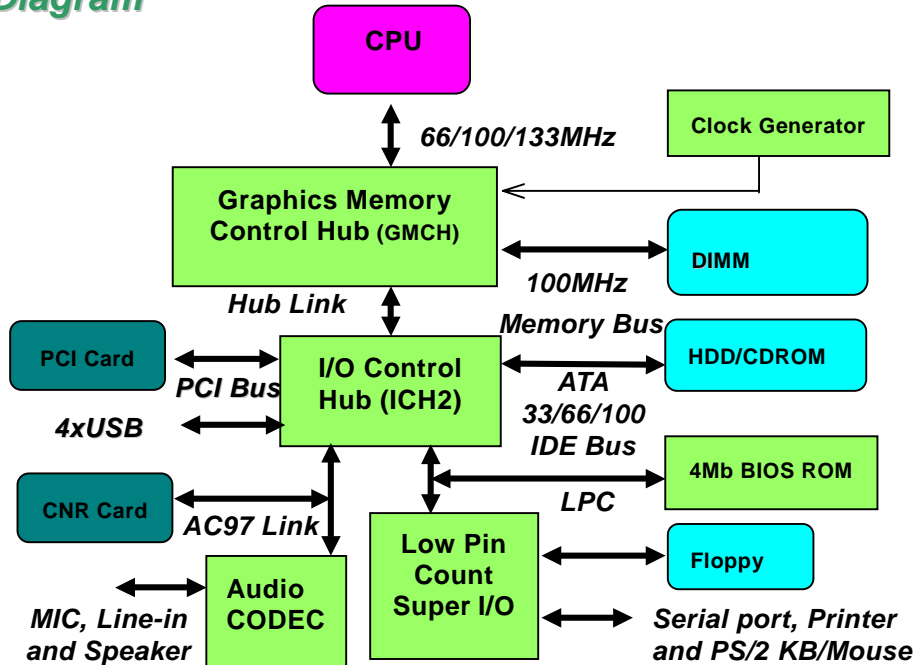 Diagram
CPU
66/100/133MHz
Clock Generator
Graphics Memory
Control Hub (GMCH)
DIMM
100MHz
Memory Bus
Hub Link
PCI Card
PCI Bus
I/O Control
Hub (ICH2)
HDD/CDROM
ATA
33/66/100
IDE Bus
4xUSB
4Mb BIOS ROM
LPC
CNR Card
AC97 Link
Low Pin
Count
Super I/O
Floppy
Audio
CODEC
MIC, Line-in
and Speaker
Serial port, Printer
and PS/2 KB/Mouse